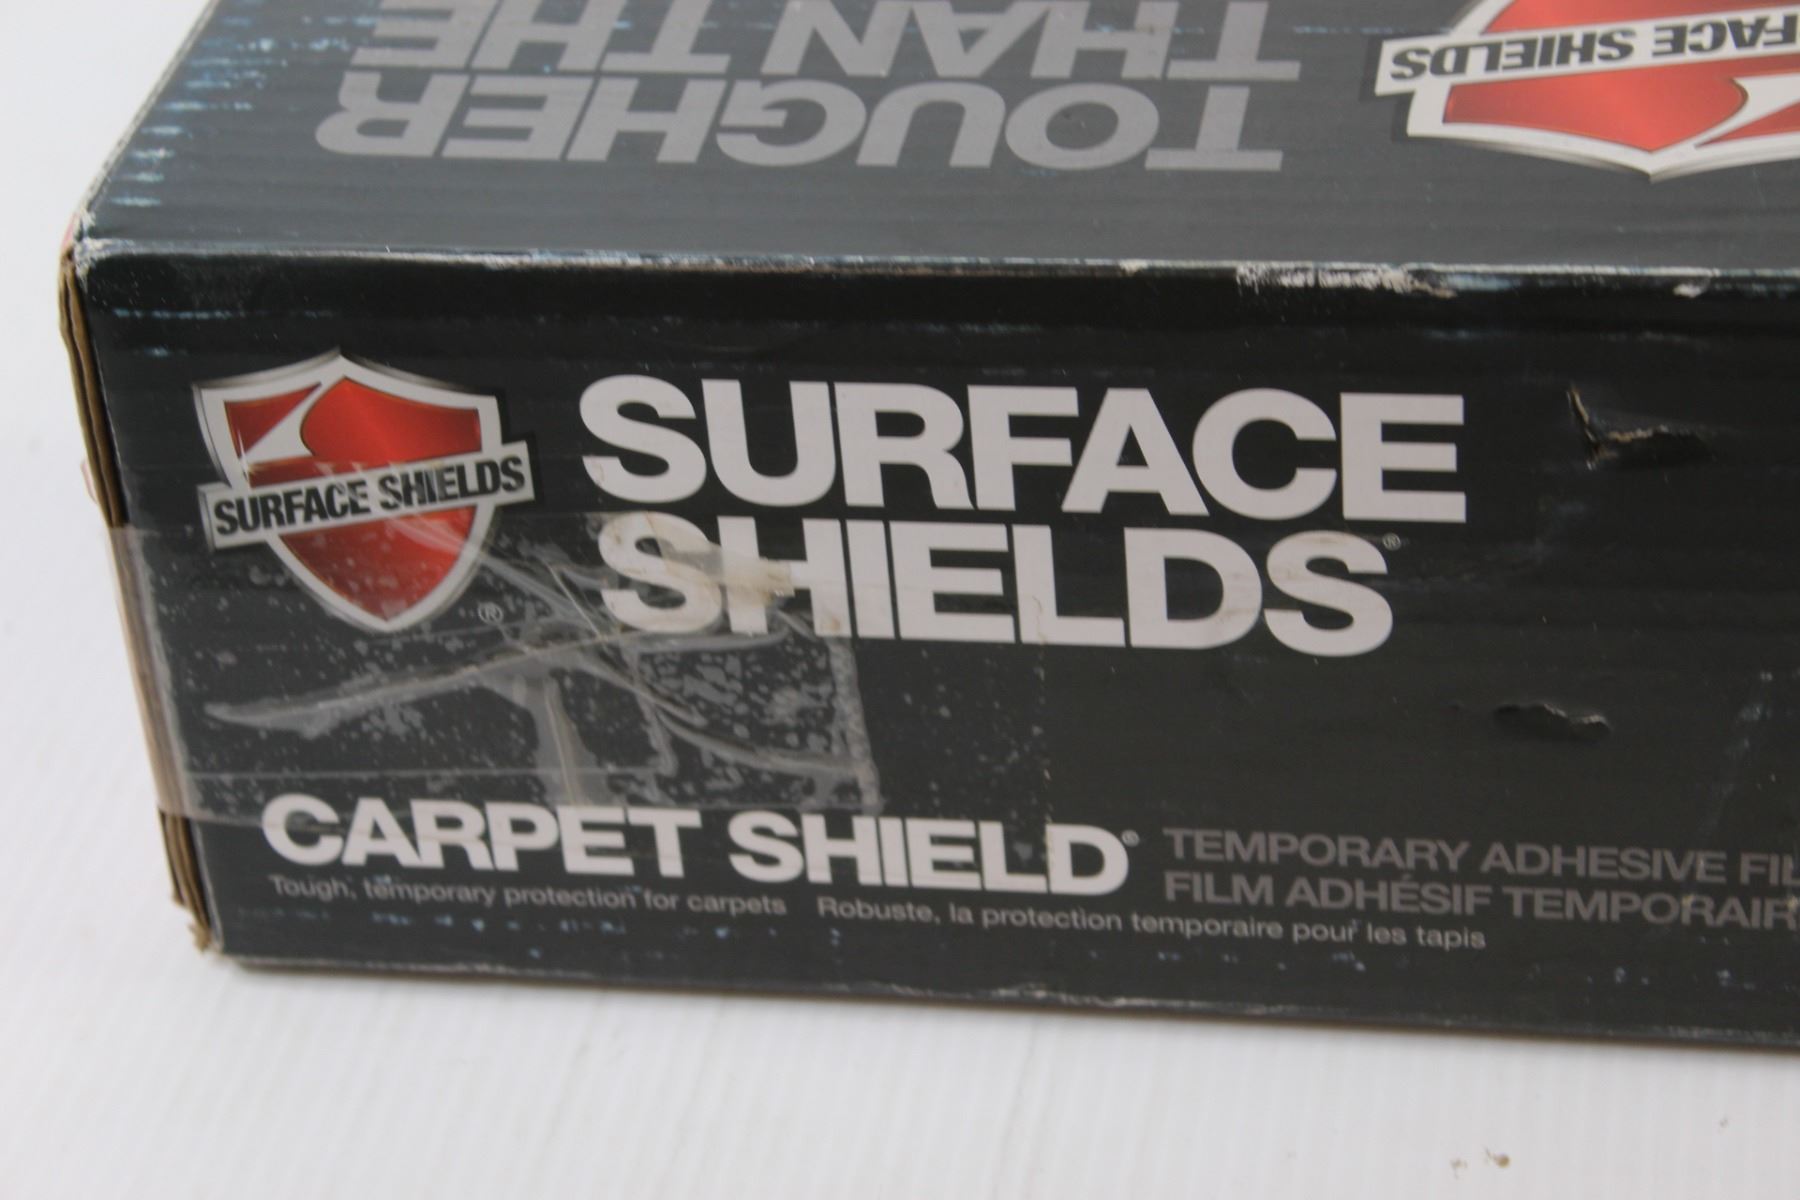 TOUGHER
THAN THE
SURFACE SHIELDS
SURFACE SHIELDS
®
SURFACE
SHIELDS®
CARPET SHIELD®
TEMPORARY ADHESIVE
FILM ADHÉSIF
Tough, temporary protection for carpets
Robuste, la protection temporaire pour les tapis